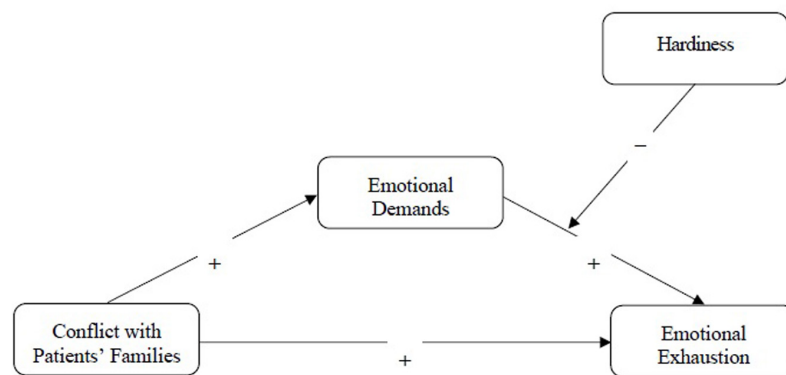 Hardiness
−
Emotional
Demands
+
+
Conflict with
Patients’ Families
+
Emotional
Exhaustion